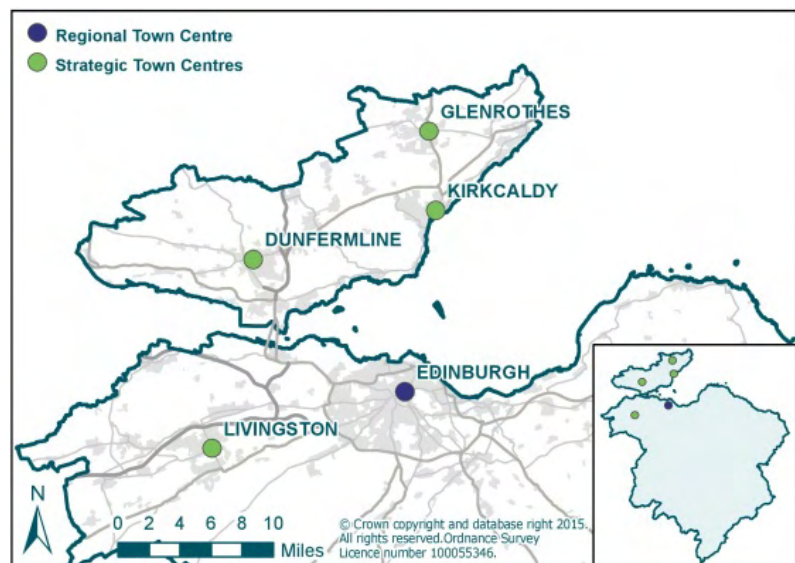 Regional Town Centre
Strategic Town Centres
GLENROTHES
KIRKCALDY
DUNFERMLINE
EDINBURGH
LIVINGSTON
N
0 2 4 6 8 10
Miles
© Crown copyright and database right 2015.
All rights reserved.Ordnance Survey
Licence number 100055346.